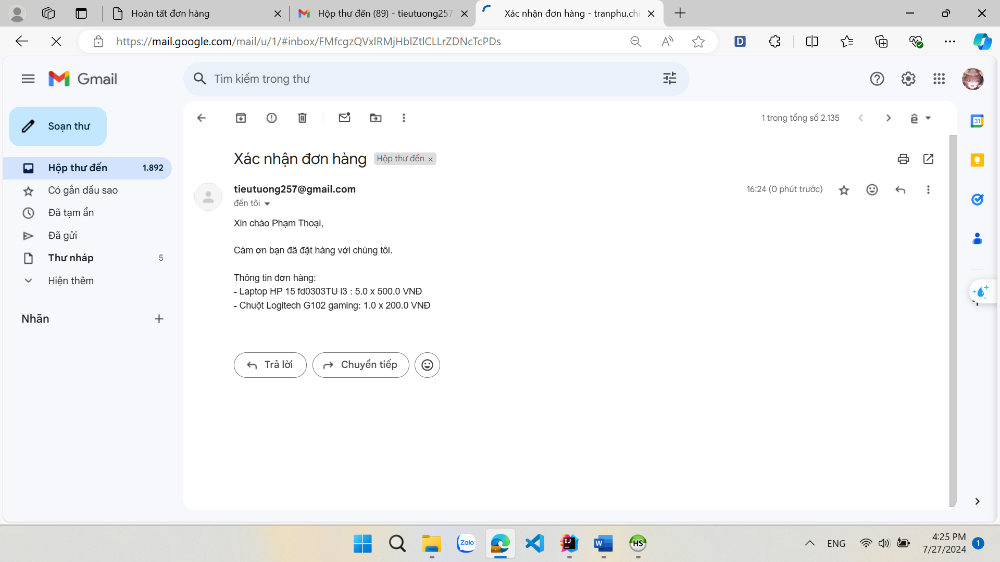 Hoàn tất đơn hàng
Hộp thư đến (89) - tieutuong257
Xác nhận đơn hàng - tranphu.chi
https://mail.google.com/mail/u/1/#inbox/FMfcgzQVxlRMjHblZtlCLLrZDNcTcPDs
Gmail
Tìm kiếm trong thư
Soạn thư
1 trong tổng số 2.135
Hộp thư đến 1.892
Có gắn dấu sao
Đã tạm ẩn
Đã gửi
Thư nháp 5
Hiện thêm
Nhãn
Xác nhận đơn hàng
Hộp thư đến
tieutuong257@gmail.com
16:24 (0 phút trước)
đến tôi
Xin chào Phạm Thoại,
Cám ơn bạn đã đặt hàng với chúng tôi.
Thông tin đơn hàng:
- Laptop HP 15 fd0303TU i3 : 5.0 x 500.0 VNĐ
- Chuột Logitech G102 gaming: 1.0 x 200.0 VNĐ
Trả lời
Chuyển tiếp
31
Zalo
IJ
W
HS
ENG
4:25 PM
7/27/2024
1